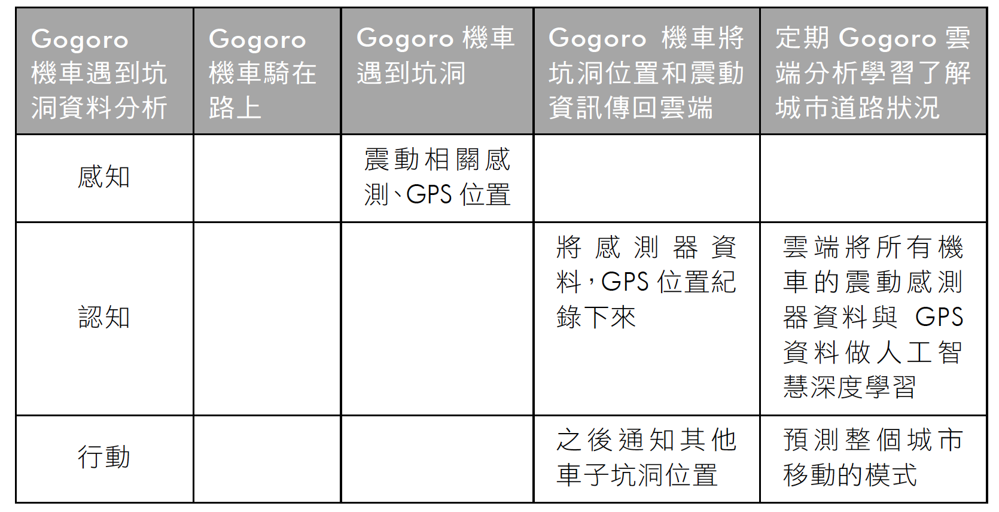 Gogoro
機車遇到坑
洞資料分析
Gogoro
機車騎在
路上
Gogoro 機車
遇到坑洞
Gogoro 機車將
坑洞位置和震動
資訊傳回雲端
定期 Gogoro 雲
端分析學習了解
城市道路狀況
感知
震動相關感
測、GPS 位置
認知
將感測器資
料，GPS 位置紀
錄下來
雲端將所有機
車的震動感測
器資料與 GPS
資料做人工智
慧深度學習
行動
之後通知其他
車子坑洞位置
預測整個城市
移動的模式